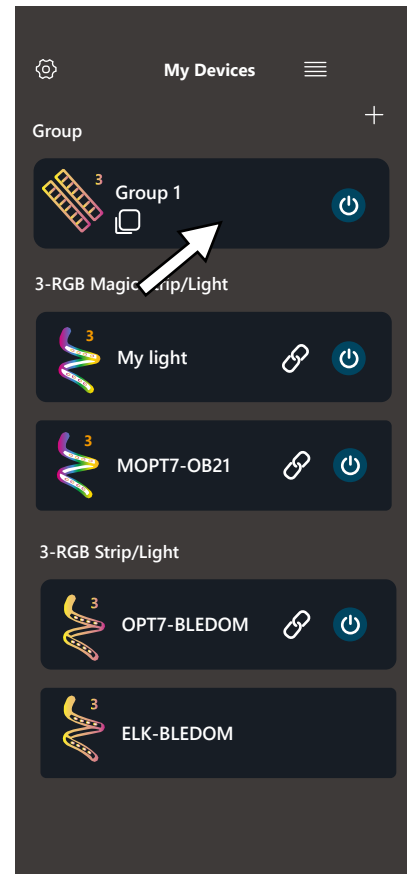 My Devices
Group
3
Group 1
3-RGB Magic Strip/Light
3
My light
3
MOPT7-OB21
3-RGB Strip/Light
3
OPT7-BLEDOM
3
ELK-BLEDOM